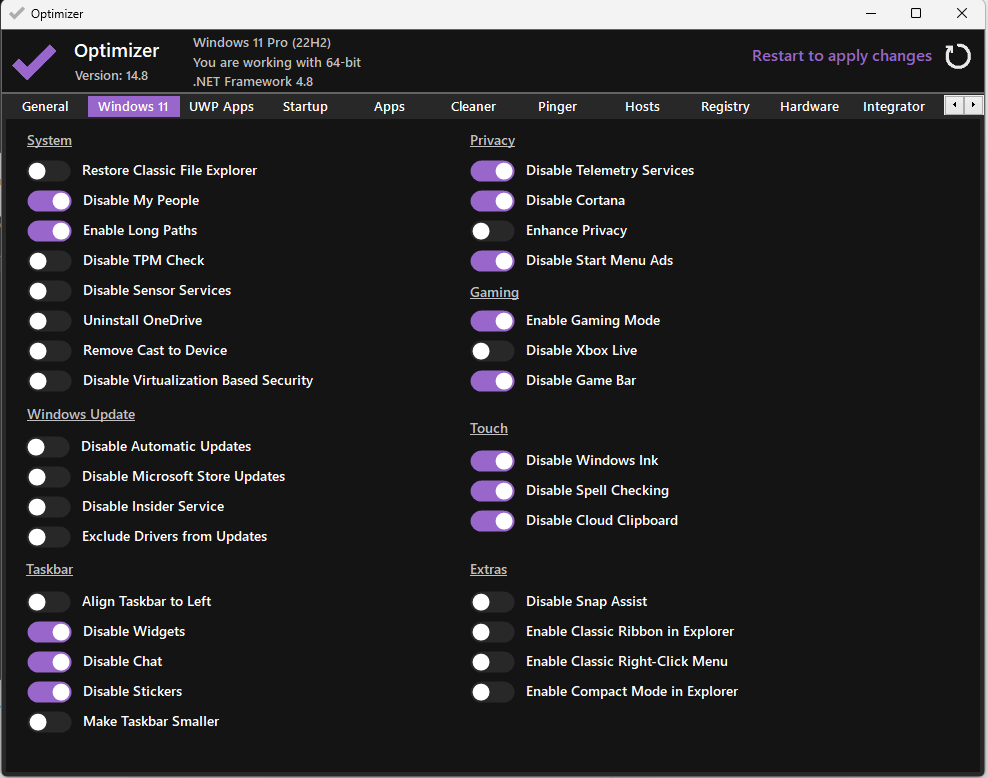 Optimizer
Optimizer
Version: 14.8
Windows 11 Pro (22H2)
You are working with 64-bit
.NET Framework 4.8
Restart to apply changes
General Windows 11 UWP Apps Startup Apps Cleaner Pinger Hosts Registry Hardware Integrator
System
Restore Classic File Explorer
Disable My People
Enable Long Paths
Disable TPM Check
Disable Sensor Services
Uninstall OneDrive
Remove Cast to Device
Disable Virtualization Based Security
Windows Update
Disable Automatic Updates
Disable Microsoft Store Updates
Disable Insider Service
Exclude Drivers from Updates
Taskbar
Align Taskbar to Left
Disable Widgets
Disable Chat
Disable Stickers
Make Taskbar Smaller
Privacy
Disable Telemetry Services
Disable Cortana
Enhance Privacy
Disable Start Menu Ads
Gaming
Enable Gaming Mode
Disable Xbox Live
Disable Game Bar
Touch
Disable Windows Ink
Disable Spell Checking
Disable Cloud Clipboard
Extras
Disable Snap Assist
Enable Classic Ribbon in Explorer
Enable Classic Right-Click Menu
Enable Compact Mode in Explorer